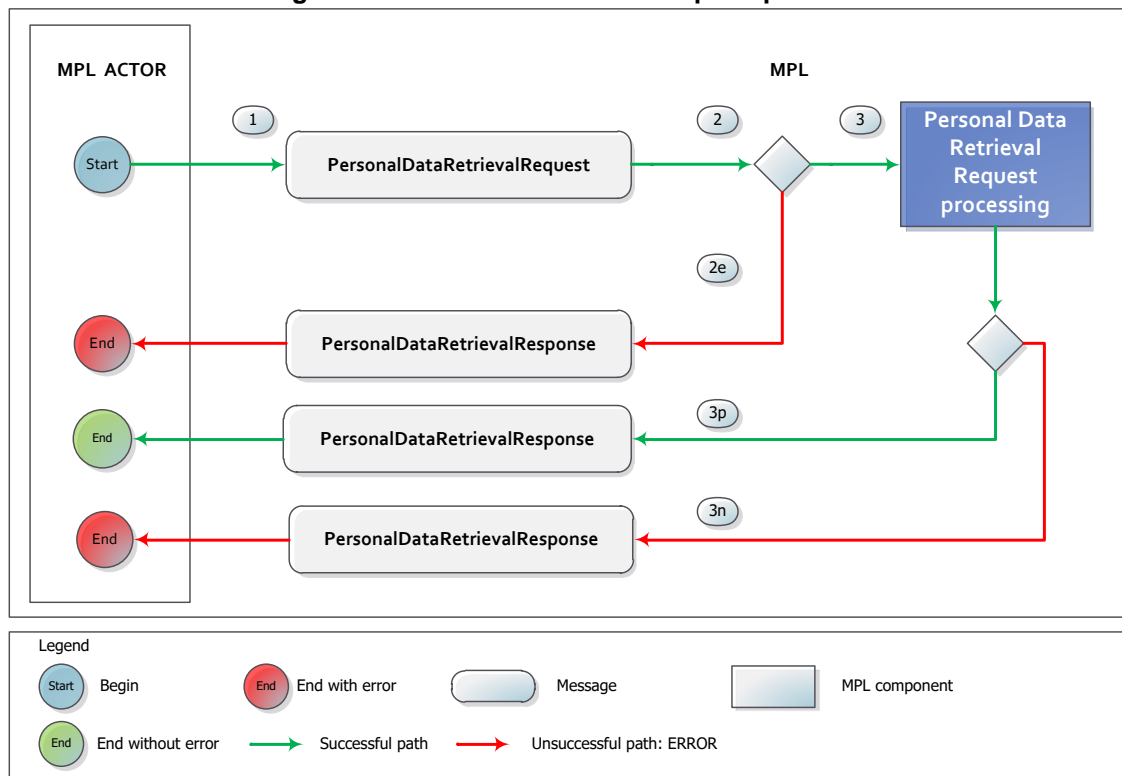 MPL ACTOR
MPL
1
2
3
Start
PersonalDataRetrievalRequest
Personal Data
Retrieval
Request
processing
2e
End
PersonalDataRetrievalResponse
3p
End
PersonalDataRetrievalResponse
3n
End
PersonalDataRetrievalResponse
Legend
Start Begin
End End with error
Message
MPL component
End End without error
Successful path
Unsuccessful path: ERROR